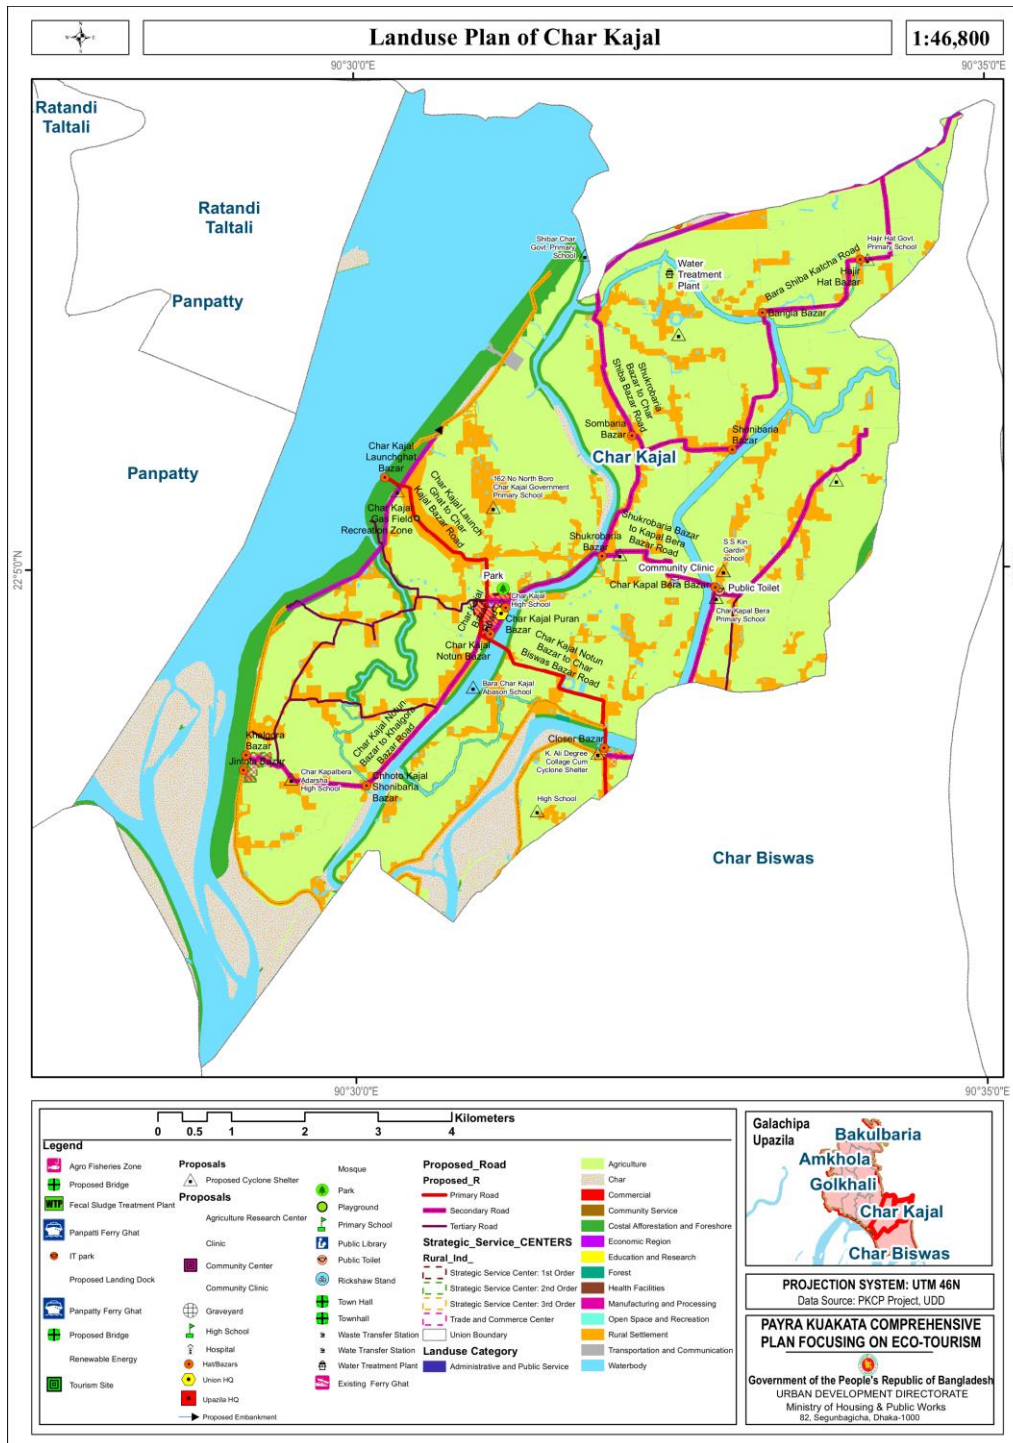 Landuse Plan of Char Kajal
1:46,800
90°30'0"E
90°35'0"E
Ratandi
Taltali
Ratandi
Taltali
Panpatty
Panpatty
Shibar Char
Govt. Primary
School
Water
Treatment
Plant
Hajir Hat Govt.
Primary School
Bara Shiba Katcha Road
Hajir
Hat Bazar
Bangla Bazar
Shukrobaria
Bazar to Char
Shiba Bazar Road
Sombaria
Bazar
Shonibaria
Bazar
Char Kajal
Char Kajal
Launchghat
Bazar
162 No North Boro
Char Kajal Government
Primary School
Char Kajal Launch
Ghat to Char
Kajal Bazar Road
Char Kajal
Gas Field
Recreation Zone
Shukrobaria Bazar
to Kapal Bera
Bazar Road
Shukrobaria
Bazar
S S Kin
Gardin
school
Community Clinic
Char Kapal Bera Bazar
Public Toilet
Char Kapal Bera
Primary School
22°5'0"N
Park
Char Kajal
High School
Char Kajal
Char Kajal Puran
Bazar
Char Kajal
Notun Bazar
Char Kajal Notun
Bazar to Char
Biswas Bazar Road
Bara Char Kajal
Abason School
Char Kajal Notun
Bazar to Khalgora
Bazar Road
Khalgora
Bazar
Jintola Bazar
Char Kapalbera
Adarsha
High School
Chhoto Kajal
Shonibaria
Bazar
Closer Bazar
K. Ali Degree
Collage Cum
Cyclone Shelter
High School
Char Biswas
90°30'0"E
90°35'0"E
Kilometers
0 0.5 1 2 3 4
Legend
Agro Fisheries Zone
Proposed Bridge
WTP Fecal Sludge Treatment Plant
Panpatti Ferry Ghat
IT park
Proposed Landing Dock
Panpatty Ferry Ghat
Proposed Bridge
Renewable Energy
Tourism Site
Proposals
Proposed Cyclone Shelter
Proposals
Agriculture Research Center
Clinic
Community Center
Community Clinic
Graveyard
High School
Hospital
Hat/Bazars
Union HQ
Upazila HQ
Proposed Embankment
Mosque
Park
Playground
Primary School
Public Library
Public Toilet
Rickshaw Stand
Town Hall
Townhall
Waste Transfer Station
Wate Transfer Station
Water Treatment Plant
Existing Ferry Ghat
Proposed_Road
Proposed_R
Primary Road
Secondary Road
Tertiary Road
Strategic_Service_CENTERS
Rural_Ind_
Strategic Service Center: 1st Order
Strategic Service Center: 2nd Order
Strategic Service Center: 3rd Order
Trade and Commerce Center
Union Boundary
Landuse Category
Administrative and Public Service
Agriculture
Char
Commercial
Community Service
Costal Afforestation and Foreshore
Economic Region
Education and Research
Forest
Health Facilities
Manufacturing and Processing
Open Space and Recreation
Rural Settlement
Transportation and Communication
Waterbody
Galachipa
Upazila
Bakulbaria
Amkhola
Golkhali
Char Kajal
Char Biswas
PROJECTION SYSTEM: UTM 46N
Data Source: PKCP Project, UDD
PAYRA KUAKATA COMPREHENSIVE
PLAN FOCUSING ON ECO-TOURISM
Government of the People's Republic of Bangladesh
URBAN DEVELOPMENT DIRECTORATE
Ministry of Housing & Public Works
82, Segunbagicha, Dhaka-1000